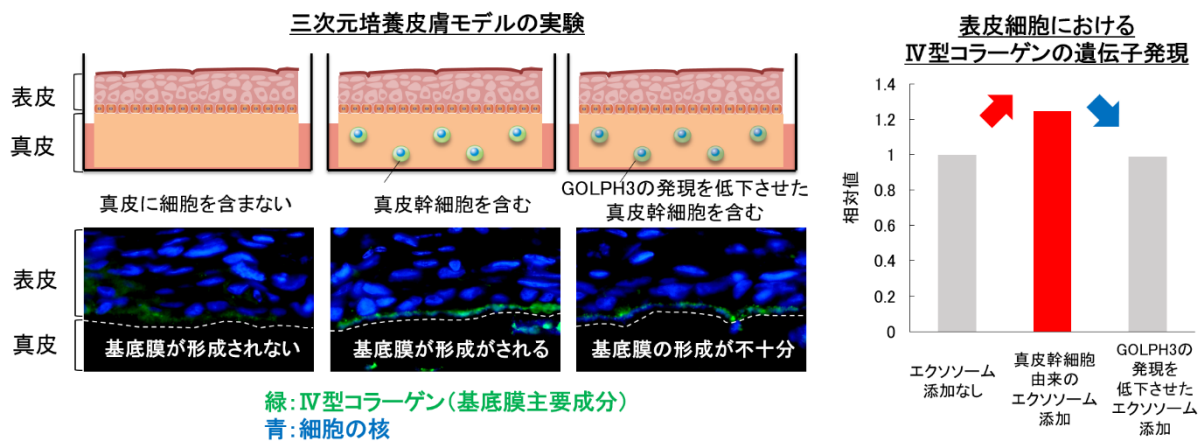 三次元培養皮膚モデルの実験
表皮
真皮
真皮に細胞を含まない
真皮幹細胞を含む
GOLPH3の発現を低下させた
真皮幹細胞を含む
表皮
真皮
基底膜が形成されない
基底膜が形成がされる
基底膜の形成が不十分
緑：Ⅳ型コラーゲン（基底膜主要成分）
青：細胞の核
表皮細胞における
Ⅳ型コラーゲンの遺伝子発現
相対値
1.4
1.2
1
0.8
0.6
0.4
0.2
0
エクソソーム
添加なし
真皮幹細胞
由来の
エクソソーム
添加
GOLPH3の
発現を
低下させた
エクソソーム
添加